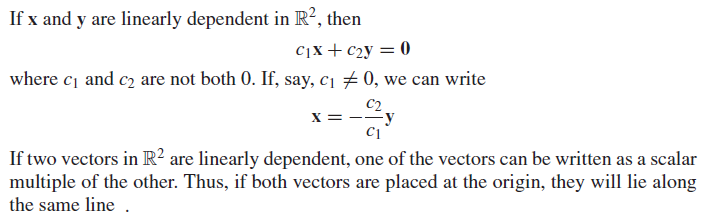 If x and y are linearly dependent in ℝ², then
c₁x + c₂y = 0
where c₁ and c₂ are not both 0. If, say, c₁ ≠ 0, we can write
x = −(c₂/c₁)y
If two vectors in ℝ² are linearly dependent, one of the vectors can be written as a scalar
multiple of the other. Thus, if both vectors are placed at the origin, they will lie along
the same line .